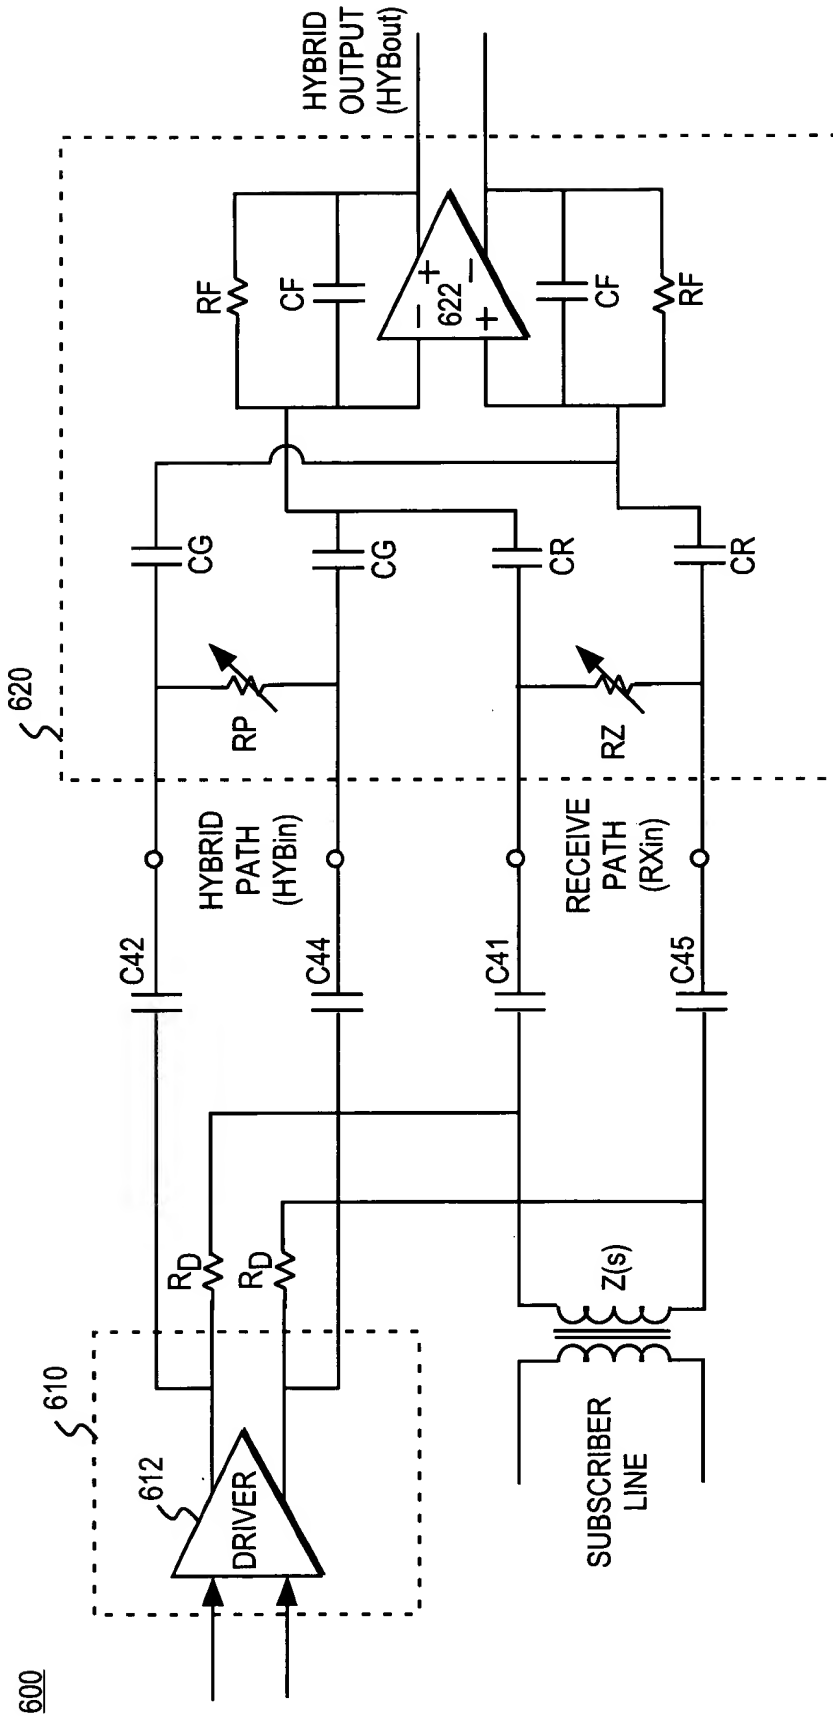 600
610
612
DRIVER
RD
RD
SUBSCRIBER
LINE
Z(s)
C42
C44
C41
C45
HYBRID
PATH
(HYBin)
RECEIVE
PATH
(RXin)
620
RP
RZ
CG
CG
CR
CR
RF
CF
−
+
622
+
−
CF
RF
HYBRID
OUTPUT
(HYBout)